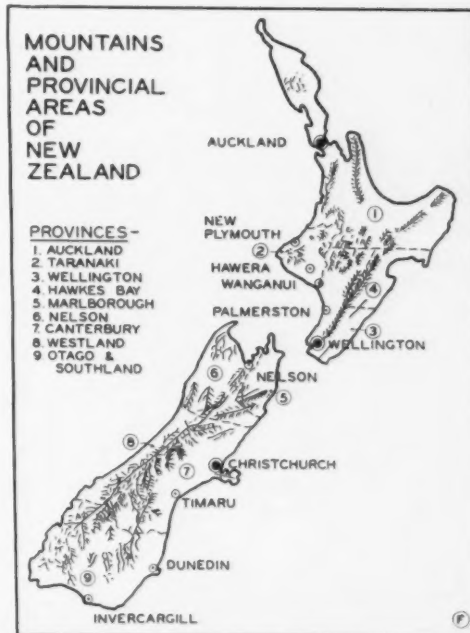 MOUNTAINS
AND
PROVINCIAL
AREAS
OF
NEW
ZEALAND
PROVINCES-
1. AUCKLAND
2. TARANAKI
3. WELLINGTON
4. HAWKES BAY
5. MARLBOROUGH
6. NELSON
7. CANTERBURY
8. WESTLAND
9 OTAGO &
SOUTHLAND
AUCKLAND
1
NEW
PLYMOUTH
2
HAWERA
WANGANUI
4
PALMERSTON
3
WELLINGTON
NELSON
6
5
8
CHRISTCHURCH
7
TIMARU
DUNEDIN
9
INVERCARGILL
F